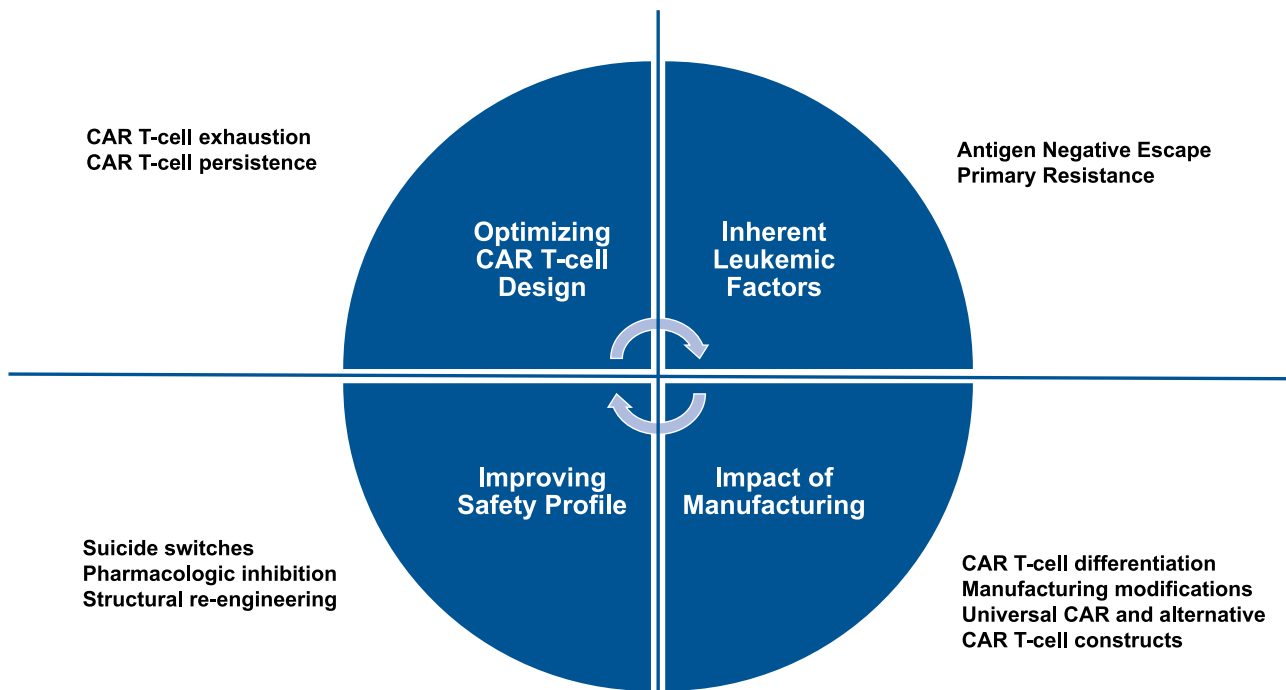 CAR T-cell exhaustion
CAR T-cell persistence
Optimizing
CAR T-cell
Design
Inherent
Leukemic
Factors
Antigen Negative Escape
Primary Resistance
Suicide switches
Pharmacologic inhibition
Structural re-engineering
Improving
Safety Profile
Impact of
Manufacturing
CAR T-cell differentiation
Manufacturing modifications
Universal CAR and alternative
CAR T-cell constructs